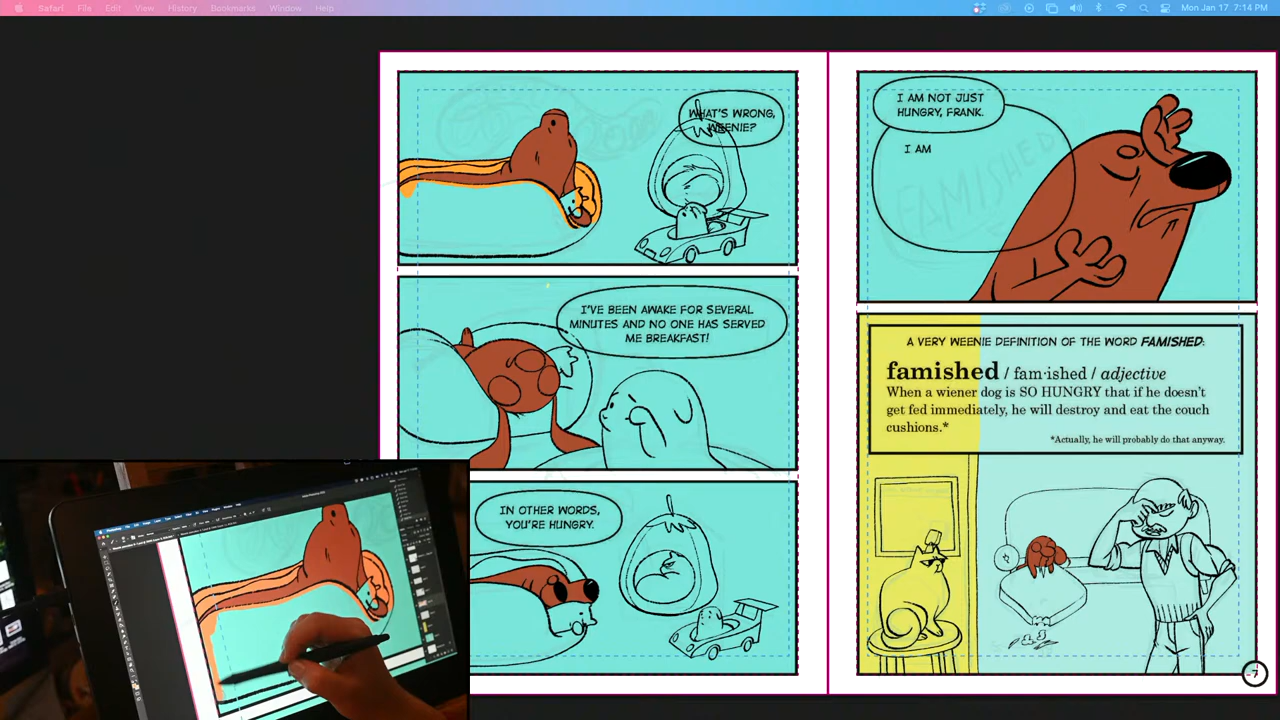 Safari File Edit View History Bookmarks Window Help
Mon Jan 17 7:14 PM
WHAT'S WRONG,
WEENIE?
I'VE BEEN AWAKE FOR SEVERAL
MINUTES AND NO ONE HAS SERVED
ME BREAKFAST!
IN OTHER WORDS,
YOU'RE HUNGRY.
I AM NOT JUST
HUNGRY, FRANK.
I AM
FAMISHED
A VERY WEENIE DEFINITION OF THE WORD FAMISHED:
famished / fam·ished / adjective
When a wiener dog is SO HUNGRY that if he doesn't
get fed immediately, he will destroy and eat the couch
cushions.*
*Actually, he will probably do that anyway.
7